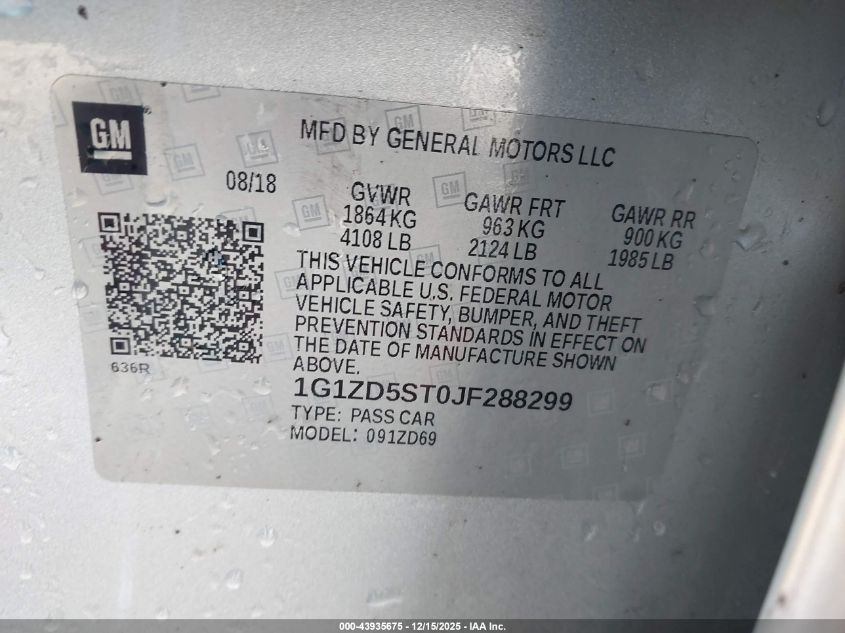 GM
MFD BY GENERAL MOTORS LLC
08/18
GVWR
1864 KG
4108 LB
GAWR FRT
963 KG
2124 LB
GAWR RR
900 KG
1985 LB
THIS VEHICLE CONFORMS TO ALL
APPLICABLE U.S. FEDERAL MOTOR
VEHICLE SAFETY, BUMPER, AND THEFT
PREVENTION STANDARDS IN EFFECT ON
THE DATE OF MANUFACTURE SHOWN
ABOVE.
636R
1G1ZD5ST0JF288299
TYPE: PASS CAR
MODEL: 091ZD69
000-43935675 - 12/15/2025 - IAA Inc.